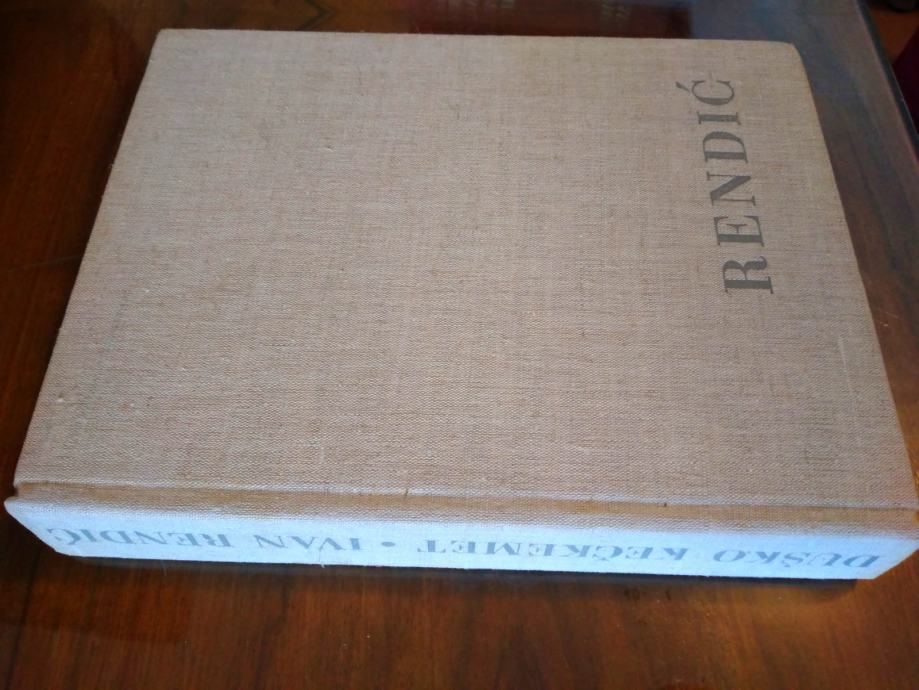 RENDIĆ
DUŠKO KEČKEMET • IVAN RENDIĆ